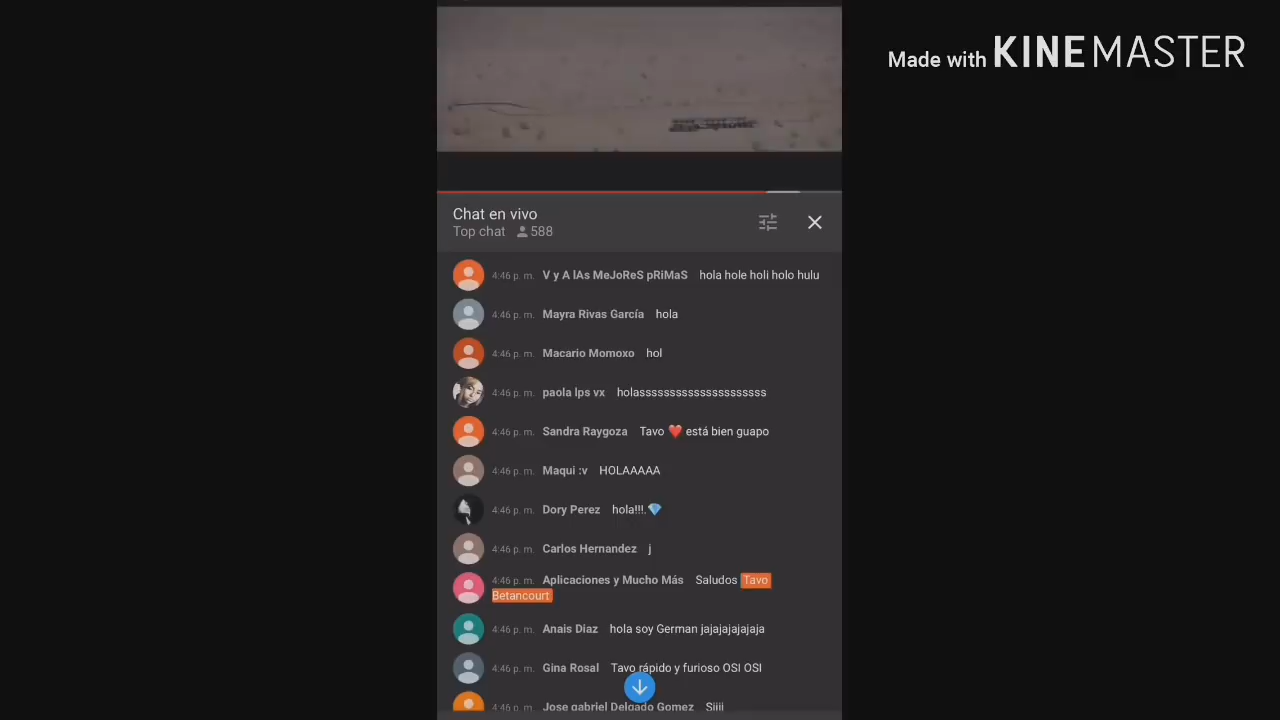 Made with KINEMASTER
Chat en vivo
Top chat 588
4:46 p. m. V y A lAs MeJoReS pRiMaS hola hole holi holo hulu
4:46 p. m. Mayra Rivas García hola
4:46 p. m. Macario Momoxo hol
4:46 p. m. paola lps vx holasssssssssssssssssssss
4:46 p. m. Sandra Raygoza Tavo ❤️ está bien guapo
4:46 p. m. Maqui :v HOLAAAAA
4:46 p. m. Dory Perez hola!!!.💎
4:46 p. m. Carlos Hernandez j
4:46 p. m. Aplicaciones y Mucho Más Saludos Tavo
Betancourt
4:46 p. m. Anais Diaz hola soy German jajajajajajaja
4:46 p. m. Gina Rosal Tavo rápido y furioso OSI OSI
4:46 p. m. Jose gabriel Delgado Gomez Siiii